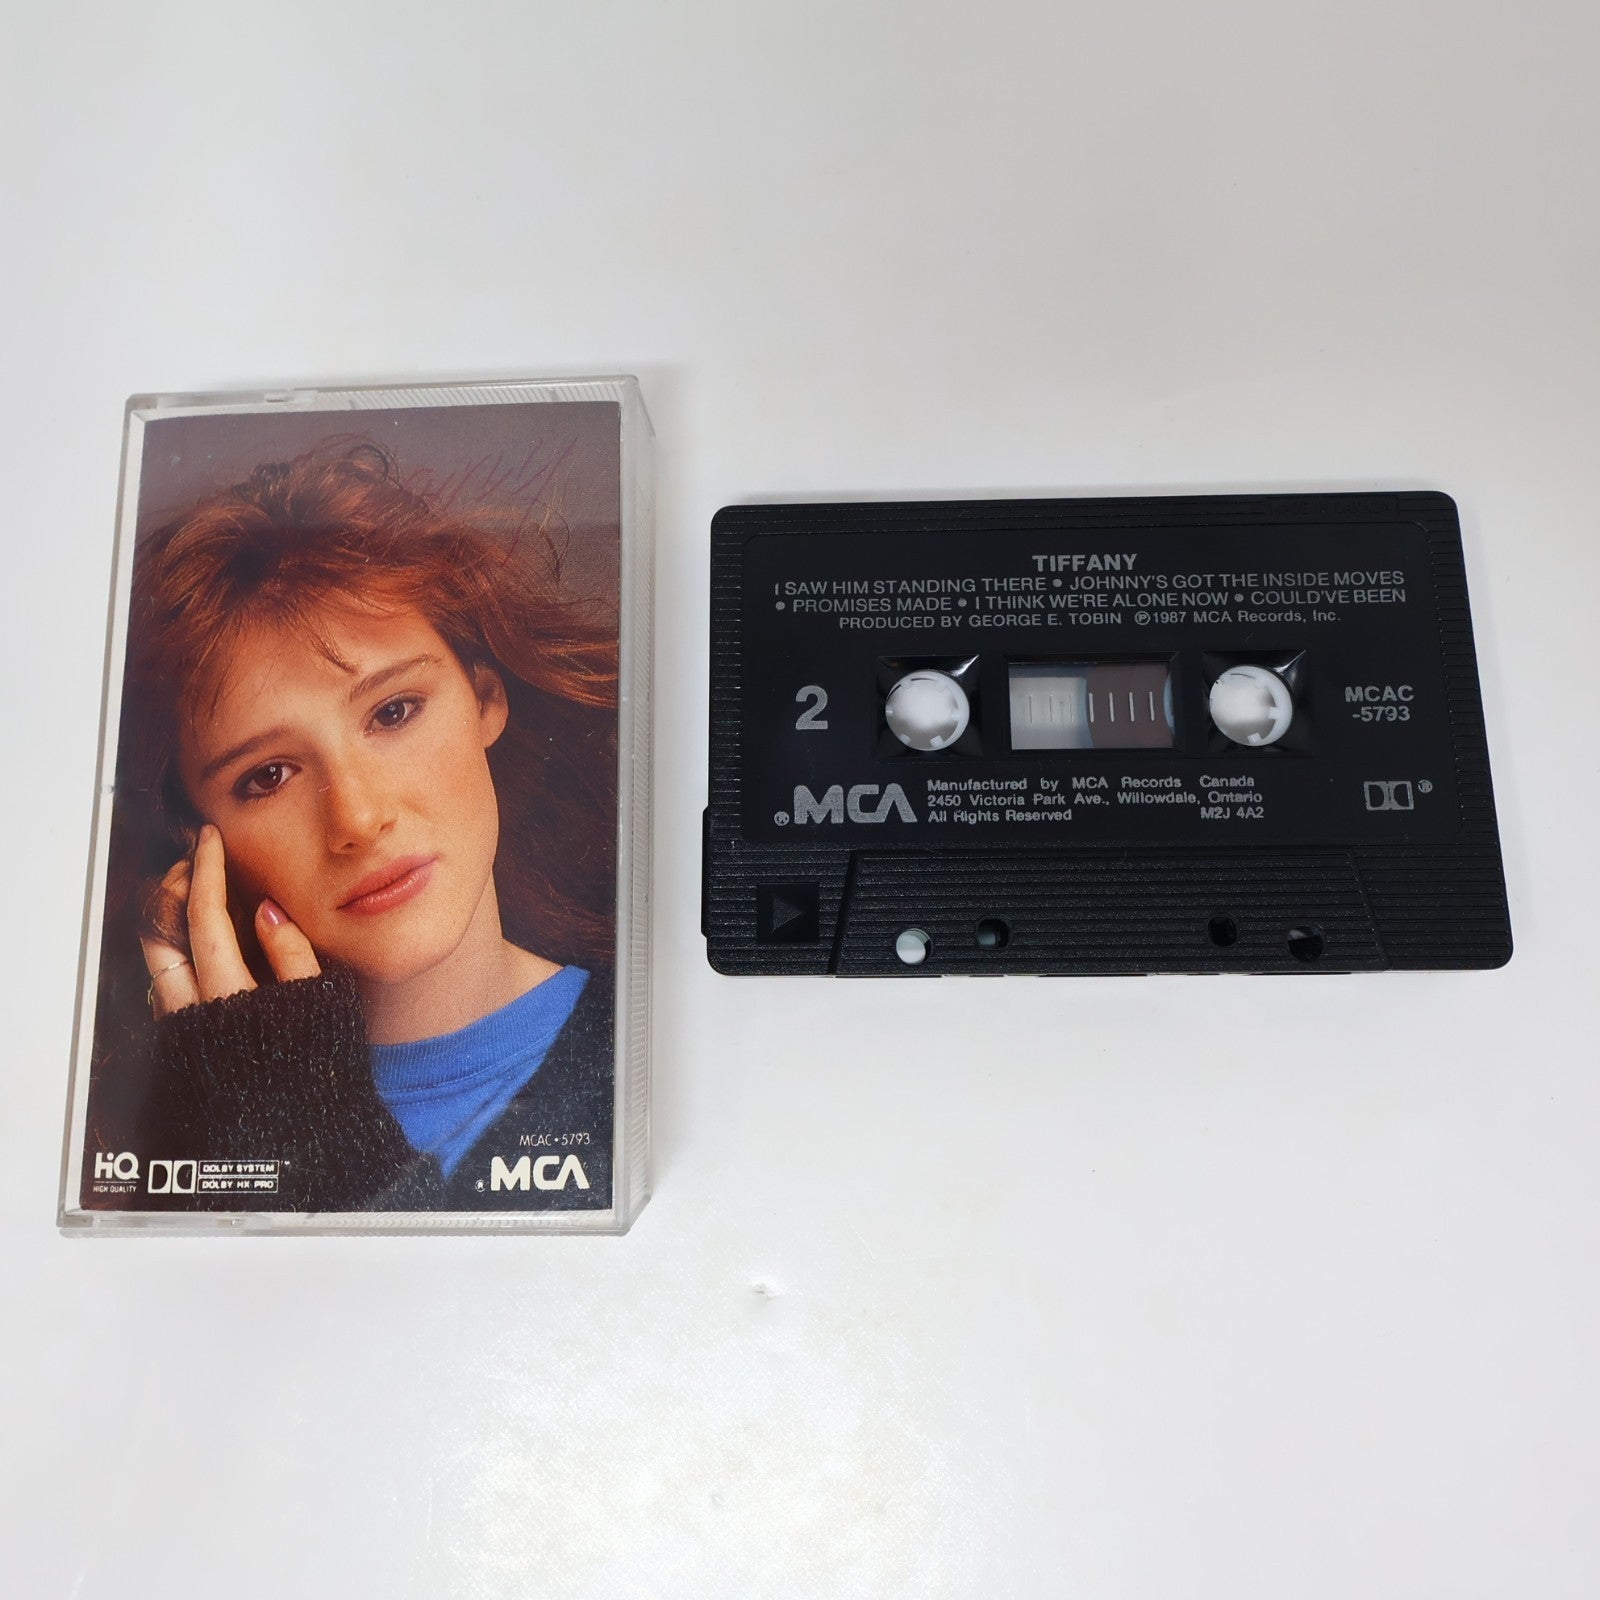 MCAC • 5793
HiQ
HIGH QUALITY
DOLBY SYSTEM ™
DOLBY HX PRO
® MCA
TIFFANY
I SAW HIM STANDING THERE • JOHNNY'S GOT THE INSIDE MOVES
• PROMISES MADE • I THINK WE'RE ALONE NOW • COULD'VE BEEN
PRODUCED BY GEORGE E. TOBIN ℗1987 MCA Records, Inc.
2
MCAC
-5793
® MCA
Manufactured by MCA Records Canada
2450 Victoria Park Ave., Willowdale, Ontario
All Rights Reserved M2J 4A2
®